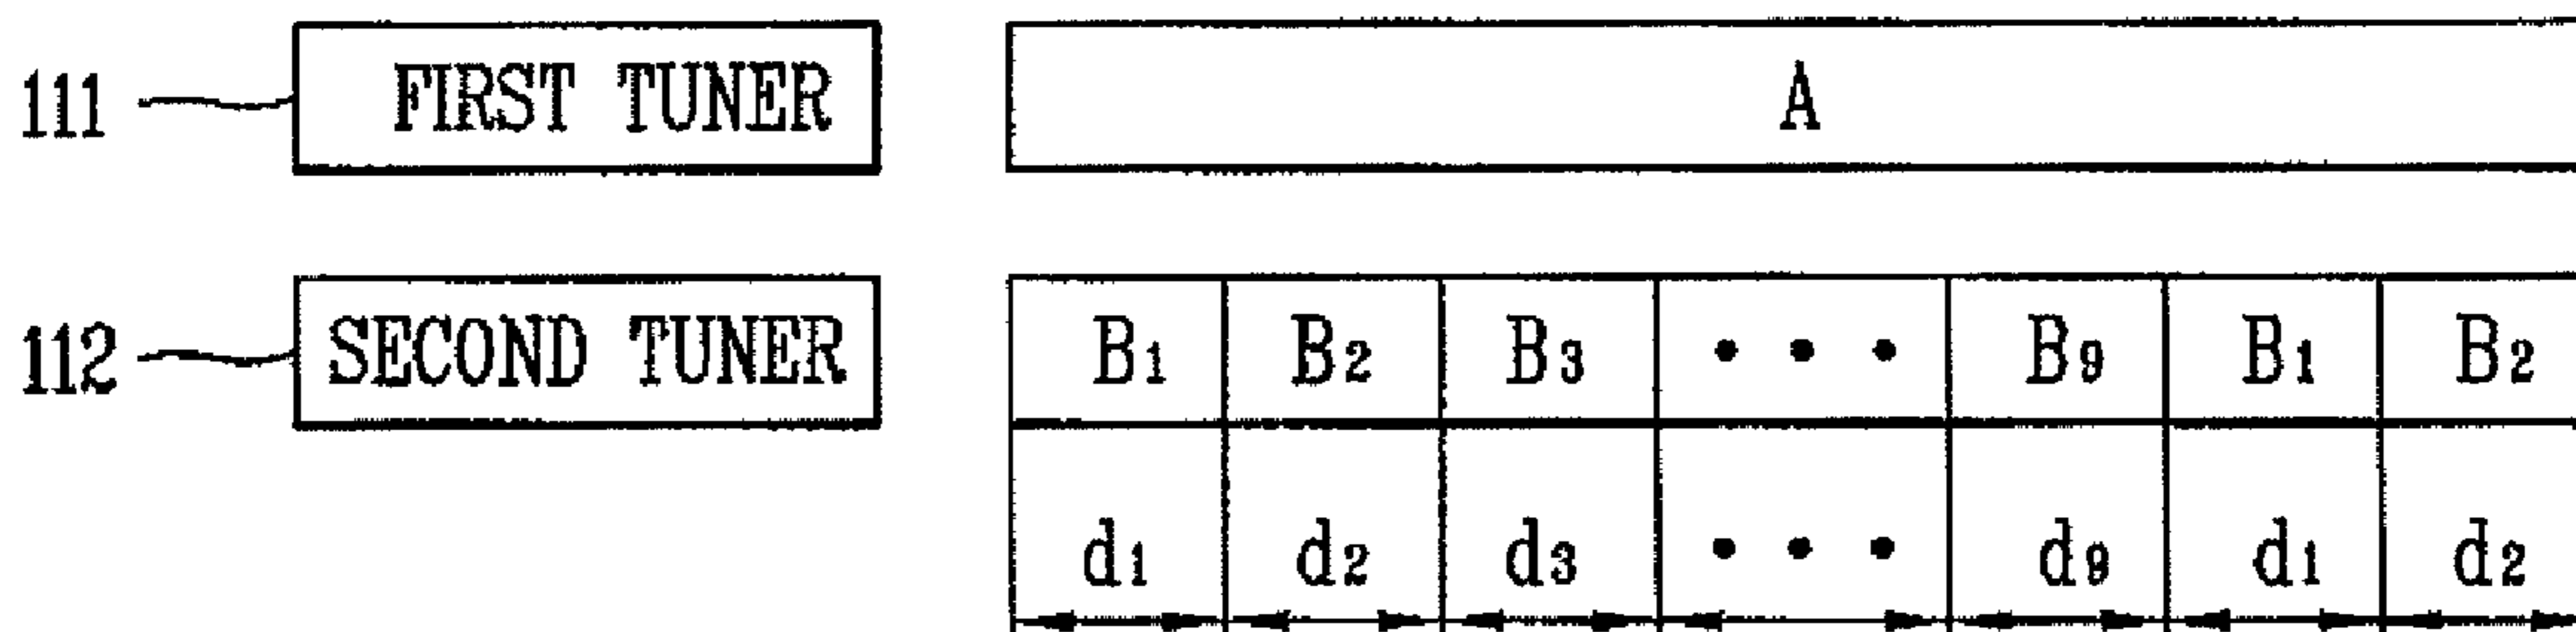 111 FIRST TUNER A
112 SECOND TUNER B1 B2 B3 • • • B9 B1 B2
d1 d2 d3 • • • d9 d1 d2